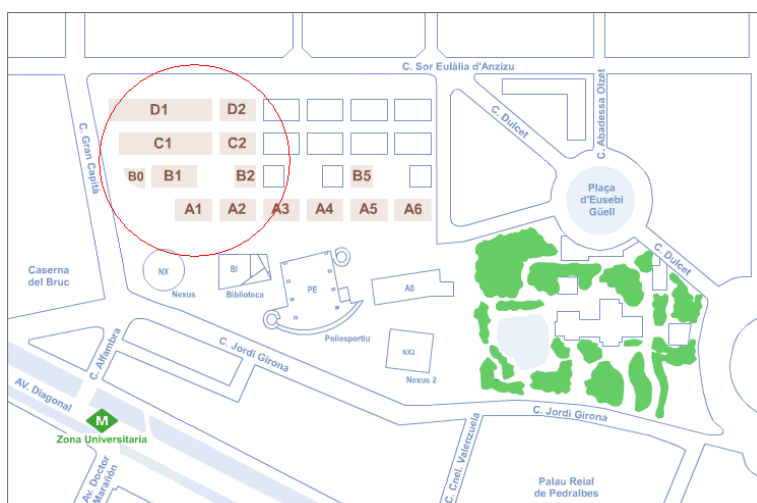 C. Sor Eulàlia d'Anzizu
C. Gran Capità
D1
D2
C1
C2
B0
B1
B2
B5
A1
A2
A3
A4
A5
A6
C. Dulcet
C. Abadessa Olzet
Plaça
d'Eusebi
Güell
C. Dulcet
Caserna
del Bruc
NX
Nexus
BI
Biblioteca
PE
Poliesportiu
A0
NX2
Nexus 2
C. Alfambra
C. Jordi Girona
AV. Diagonal
M
Zona Universitaria
Av. Doctor
Marañón
C. Cnel. Valenzuela
C. Jordi Girona
Palau Reial
de Pedralbes